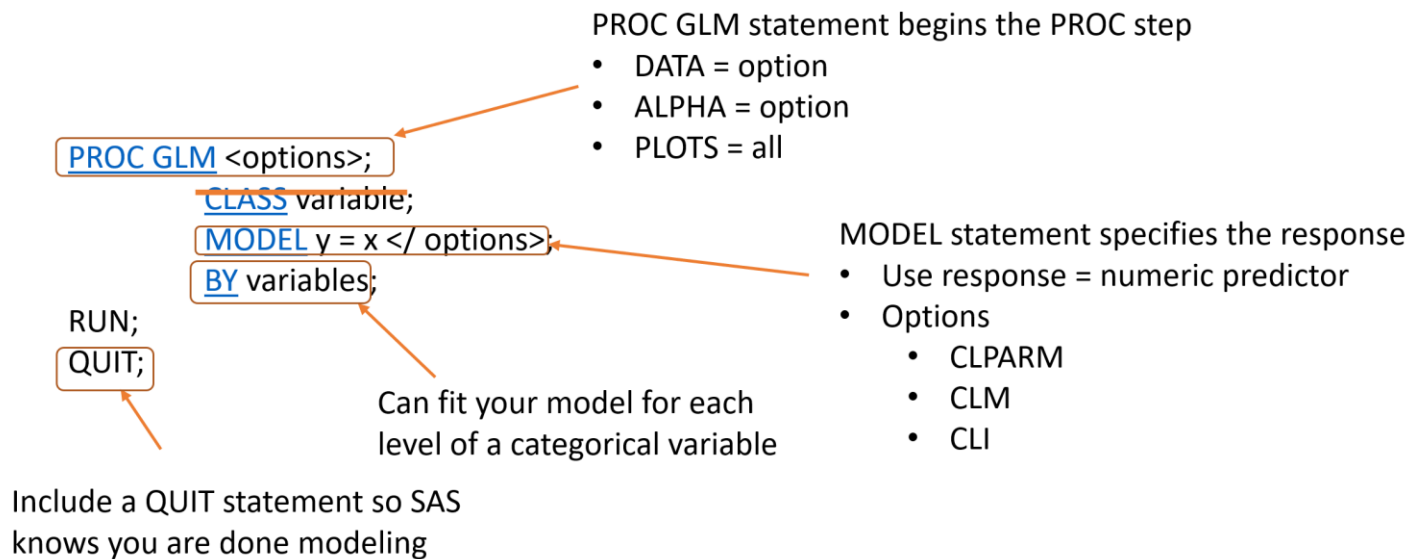 PROC GLM statement begins the PROC step
• DATA = option
• ALPHA = option
• PLOTS = all
PROC GLM <options>;
CLASS variable;
MODEL y = x </ options>;
BY variables;
RUN;
QUIT;
MODEL statement specifies the response
• Use response = numeric predictor
• Options
• CLPARM
• CLM
• CLI
Can fit your model for each
level of a categorical variable
Include a QUIT statement so SAS
knows you are done modeling